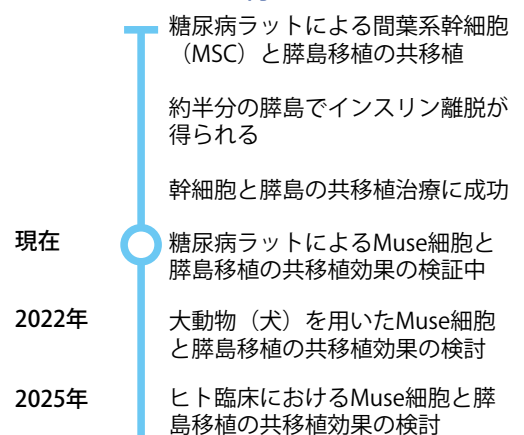 糖尿病ラットによる間葉系幹細胞
（MSC）と膵島移植の共移植
約半分の膵島でインスリン離脱が
得られる
幹細胞と膵島の共移植治療に成功
現在
糖尿病ラットによるMuse細胞と
膵島移植の共移植効果の検証中
2022年
大動物（犬）を用いたMuse細胞
と膵島移植の共移植効果の検討
2025年
ヒト臨床におけるMuse細胞と膵
島移植の共移植効果の検討